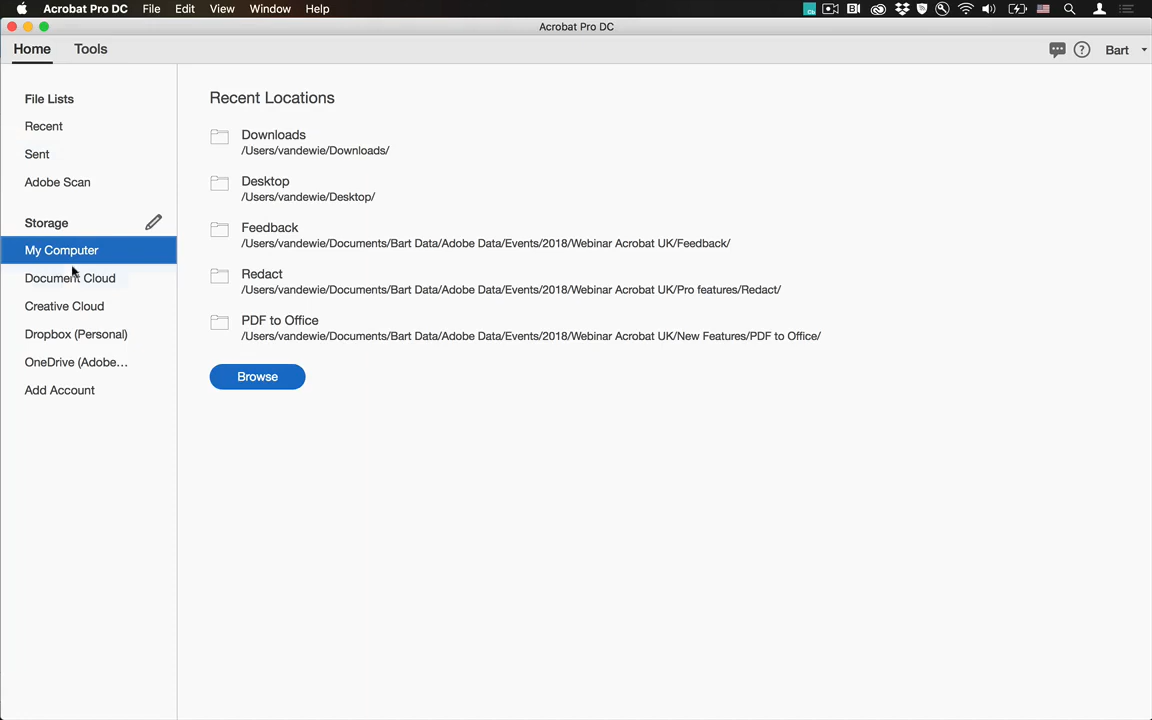 Acrobat Pro DC File Edit View Window Help
Acrobat Pro DC
Home Tools Bart
File Lists
Recent
Sent
Adobe Scan
Storage
My Computer
Document Cloud
Creative Cloud
Dropbox (Personal)
OneDrive (Adobe...
Add Account
Recent Locations
Downloads
/Users/vandewie/Downloads/
Desktop
/Users/vandewie/Desktop/
Feedback
/Users/vandewie/Documents/Bart Data/Adobe Data/Events/2018/Webinar Acrobat UK/Feedback/
Redact
/Users/vandewie/Documents/Bart Data/Adobe Data/Events/2018/Webinar Acrobat UK/Pro features/Redact/
PDF to Office
/Users/vandewie/Documents/Bart Data/Adobe Data/Events/2018/Webinar Acrobat UK/New Features/PDF to Office/
Browse